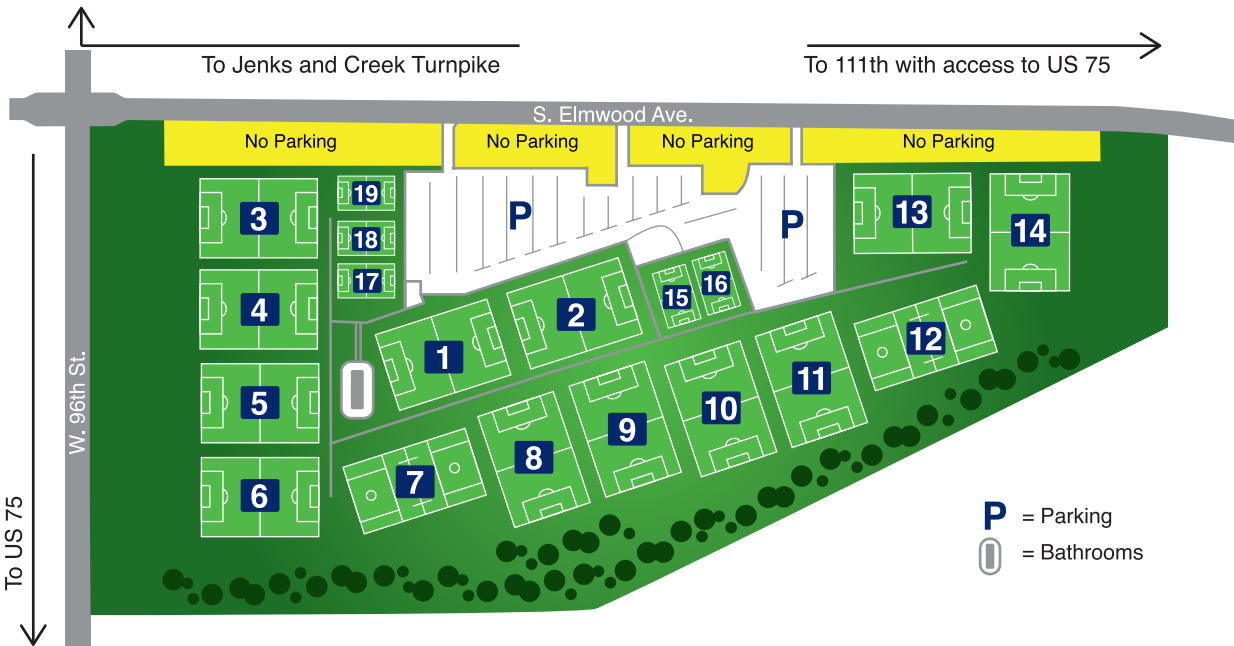 To Jenks and Creek Turnpike
To 111th with access to US 75
S. Elmwood Ave.
No Parking
No Parking
No Parking
No Parking
19
3
18
17
P
P
13
14
15
16
4
1
2
12
5
11
10
9
8
7
6
W. 96th St.
To US 75
P = Parking
= Bathrooms